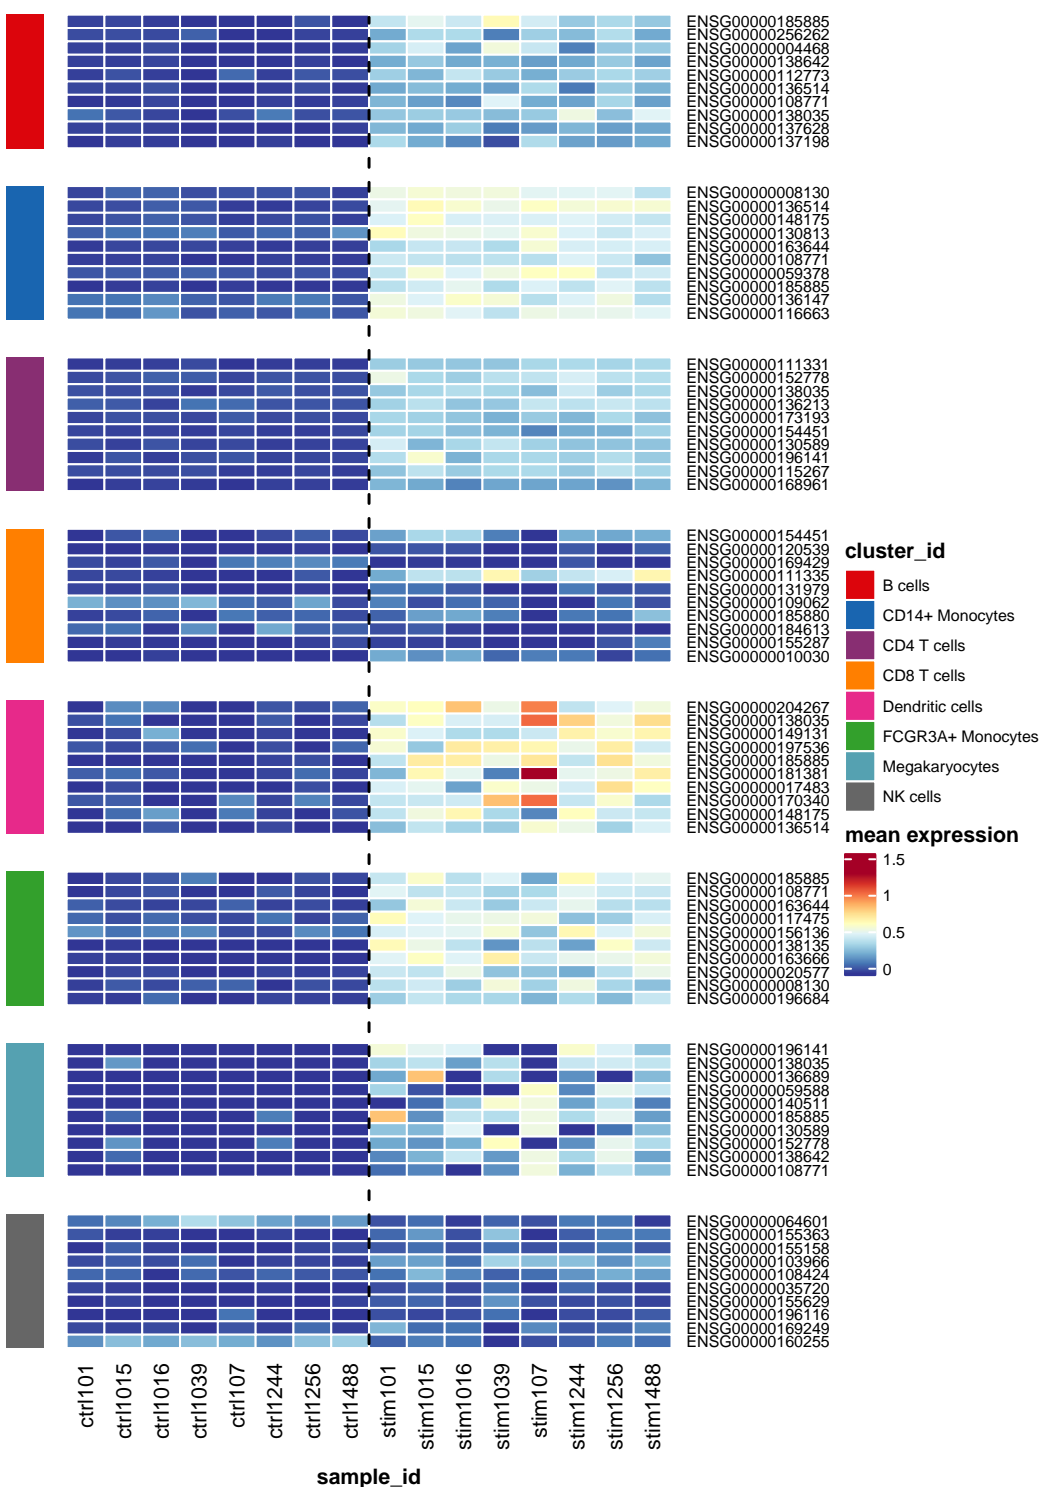 ENSG00000185885
ENSG00000256262
ENSG00000004468
ENSG00000138642
ENSG00000112773
ENSG00000136514
ENSG00000108771
ENSG00000138035
ENSG00000137628
ENSG00000137198
ENSG00000008130
ENSG00000136514
ENSG00000148175
ENSG00000130813
ENSG00000163644
ENSG00000108771
ENSG00000059378
ENSG00000185885
ENSG00000136147
ENSG00000116663
ENSG00000111331
ENSG00000152778
ENSG00000138035
ENSG00000136213
ENSG00000173193
ENSG00000154451
ENSG00000130589
ENSG00000196141
ENSG00000115267
ENSG00000168961
ENSG00000154451
ENSG00000120539
ENSG00000169429
ENSG00000111335
ENSG00000131979
ENSG00000109062
ENSG00000185880
ENSG00000184613
ENSG00000155287
ENSG00000010030
ENSG00000204267
ENSG00000138035
ENSG00000149131
ENSG00000197536
ENSG00000185885
ENSG00000181381
ENSG00000017483
ENSG00000170340
ENSG00000148175
ENSG00000136514
ENSG00000185885
ENSG00000108771
ENSG00000163644
ENSG00000117475
ENSG00000156136
ENSG00000138135
ENSG00000163666
ENSG00000020577
ENSG00000008130
ENSG00000196684
ENSG00000196141
ENSG00000138035
ENSG00000136689
ENSG00000059588
ENSG00000140511
ENSG00000185885
ENSG00000130589
ENSG00000152778
ENSG00000138642
ENSG00000108771
ENSG00000064601
ENSG00000155363
ENSG00000155158
ENSG00000103966
ENSG00000108424
ENSG00000035720
ENSG00000155629
ENSG00000196116
ENSG00000169249
ENSG00000160255
ctrl101
ctrl1015
ctrl1016
ctrl1039
ctrl107
ctrl1244
ctrl1256
ctrl1488
stim101
stim1015
stim1016
stim1039
stim107
stim1244
stim1256
stim1488
sample_id
cluster_id
B cells
CD14+ Monocytes
CD4 T cells
CD8 T cells
Dendritic cells
FCGR3A+ Monocytes
Megakaryocytes
NK cells
mean expression
1.5
1
0.5
0